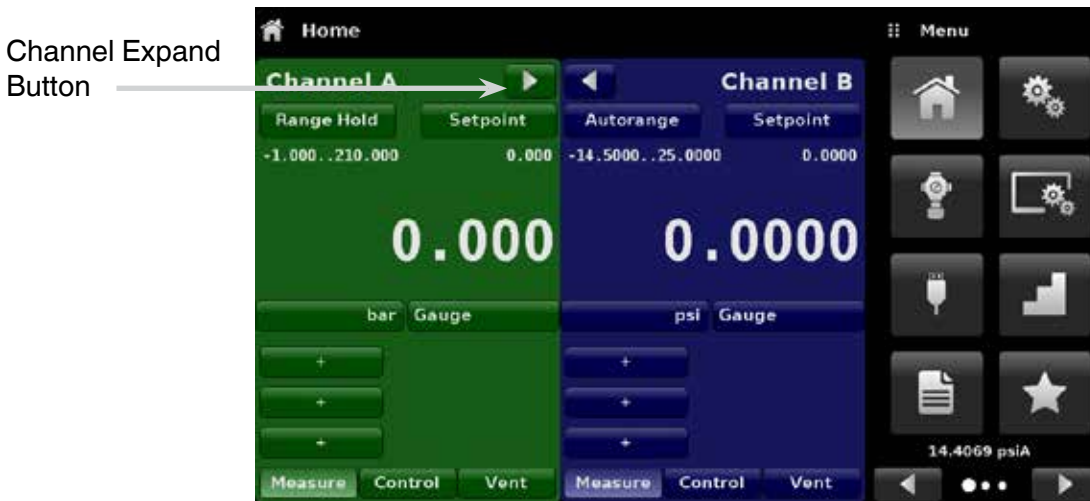 Channel Expand
Button
Home
Menu
Channel A
Channel B
Range Hold
Setpoint
Autorange
Setpoint
-1.000..210.000
0.000
-14.5000..25.0000
0.0000
0.000
0.0000
bar
Gauge
psi
Gauge
+
+
+
+
+
+
14.4069 psiA
Measure
Control
Vent
Measure
Control
Vent